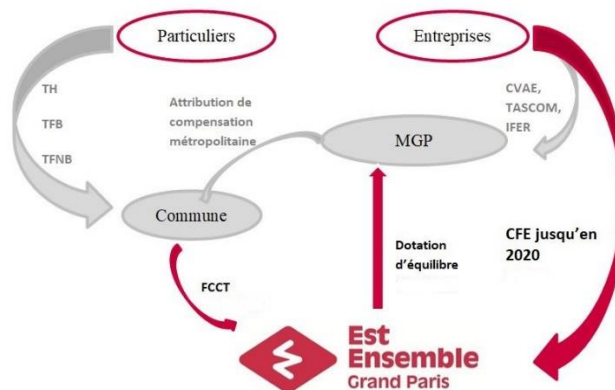 Particuliers
Entreprises
TH
TFB
TFNB
Attribution de
compensation
métropolitaine
CVAE,
TASCOM,
IFER
MGP
Commune
FCCT
Dotation
d'équilibre
CFE jusqu'en
2020
Est
Ensemble
Grand Paris